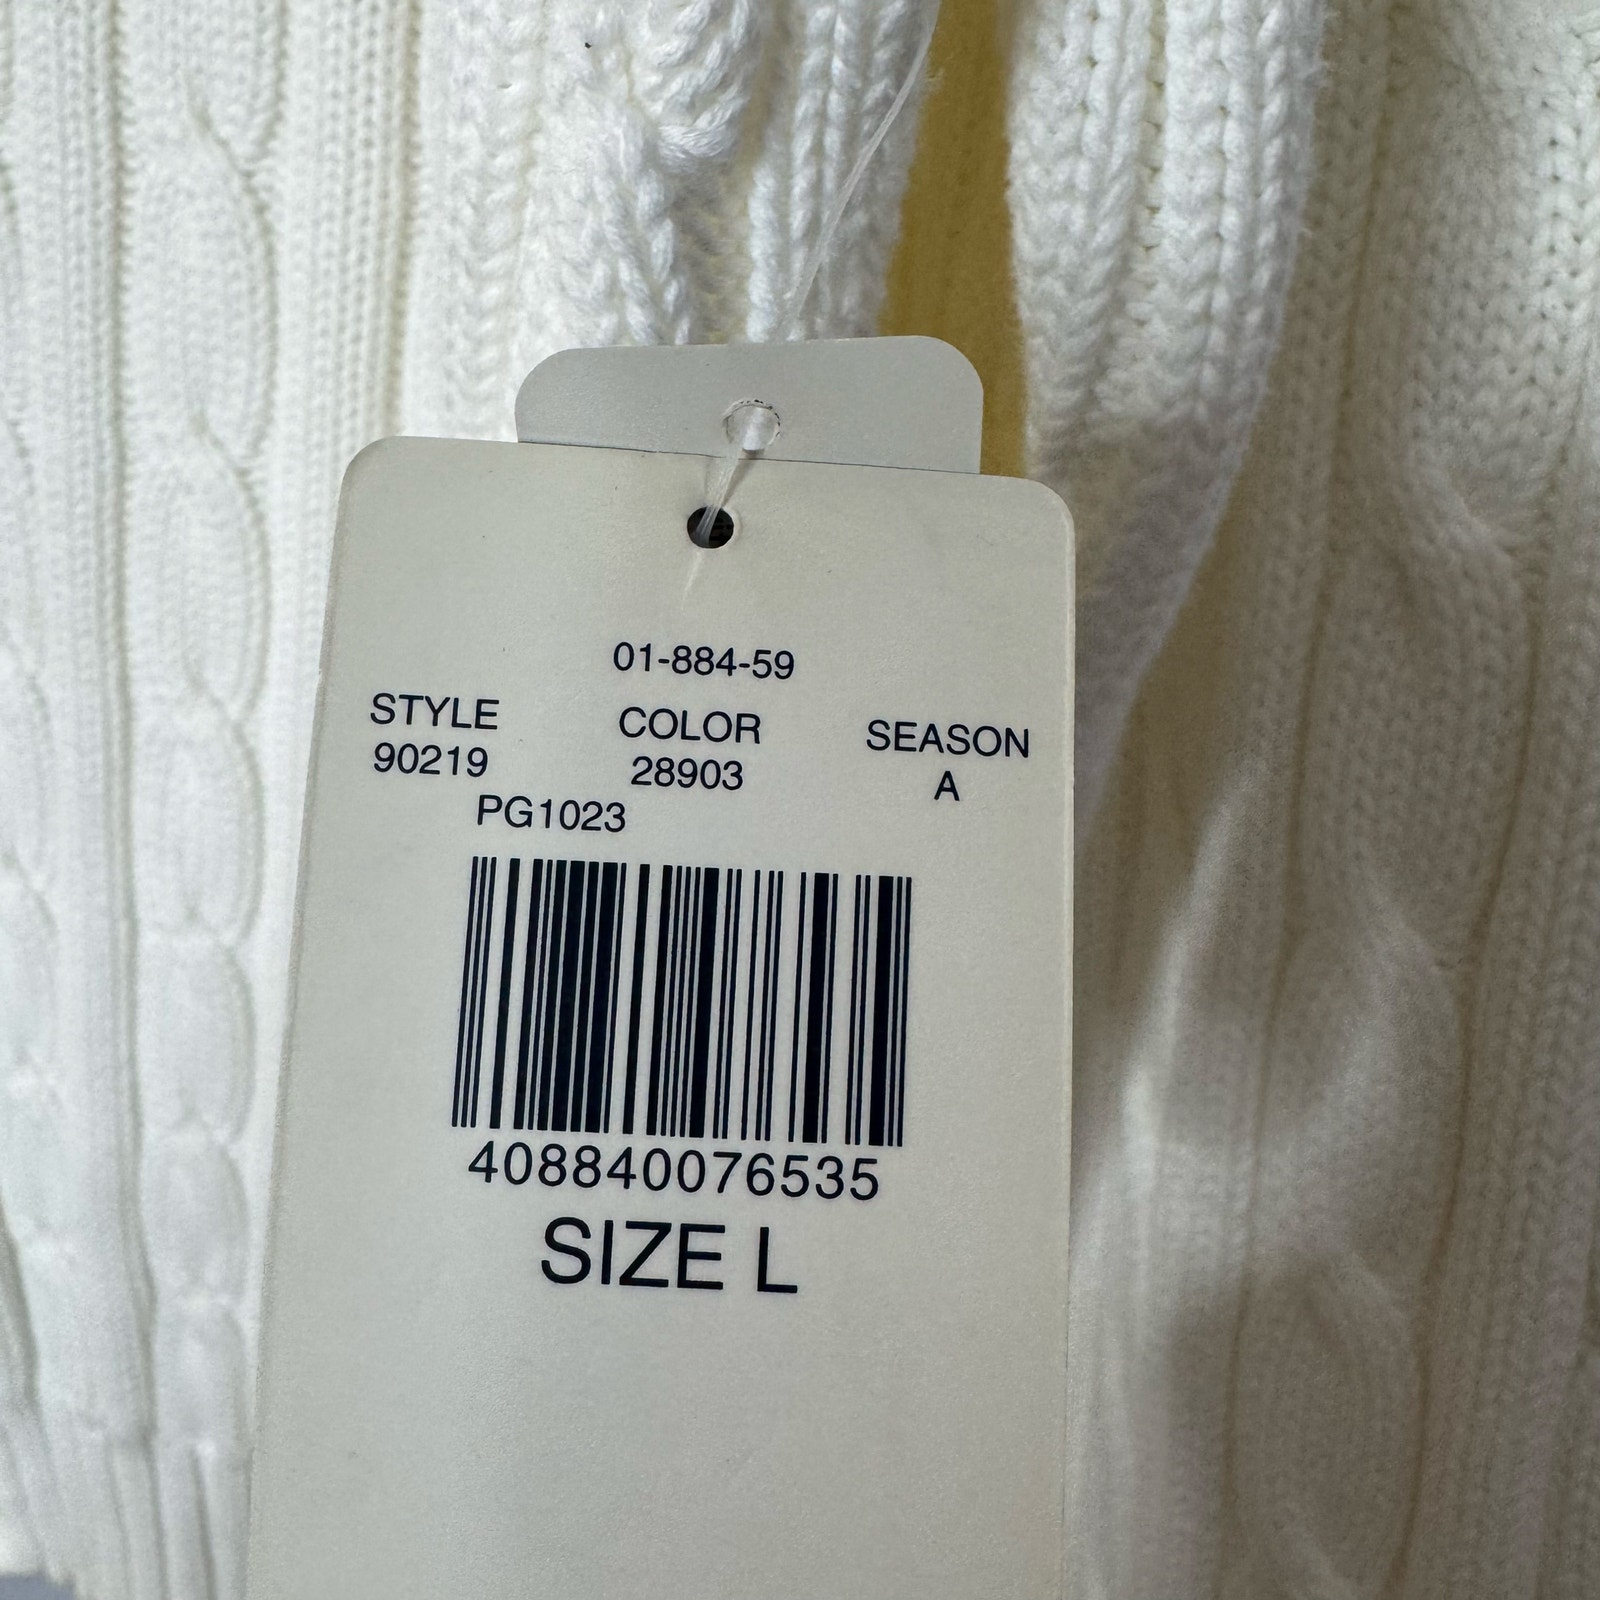 01-884-59
STYLE COLOR SEASON
90219 28903 A
PG1023
408840076535
SIZE L